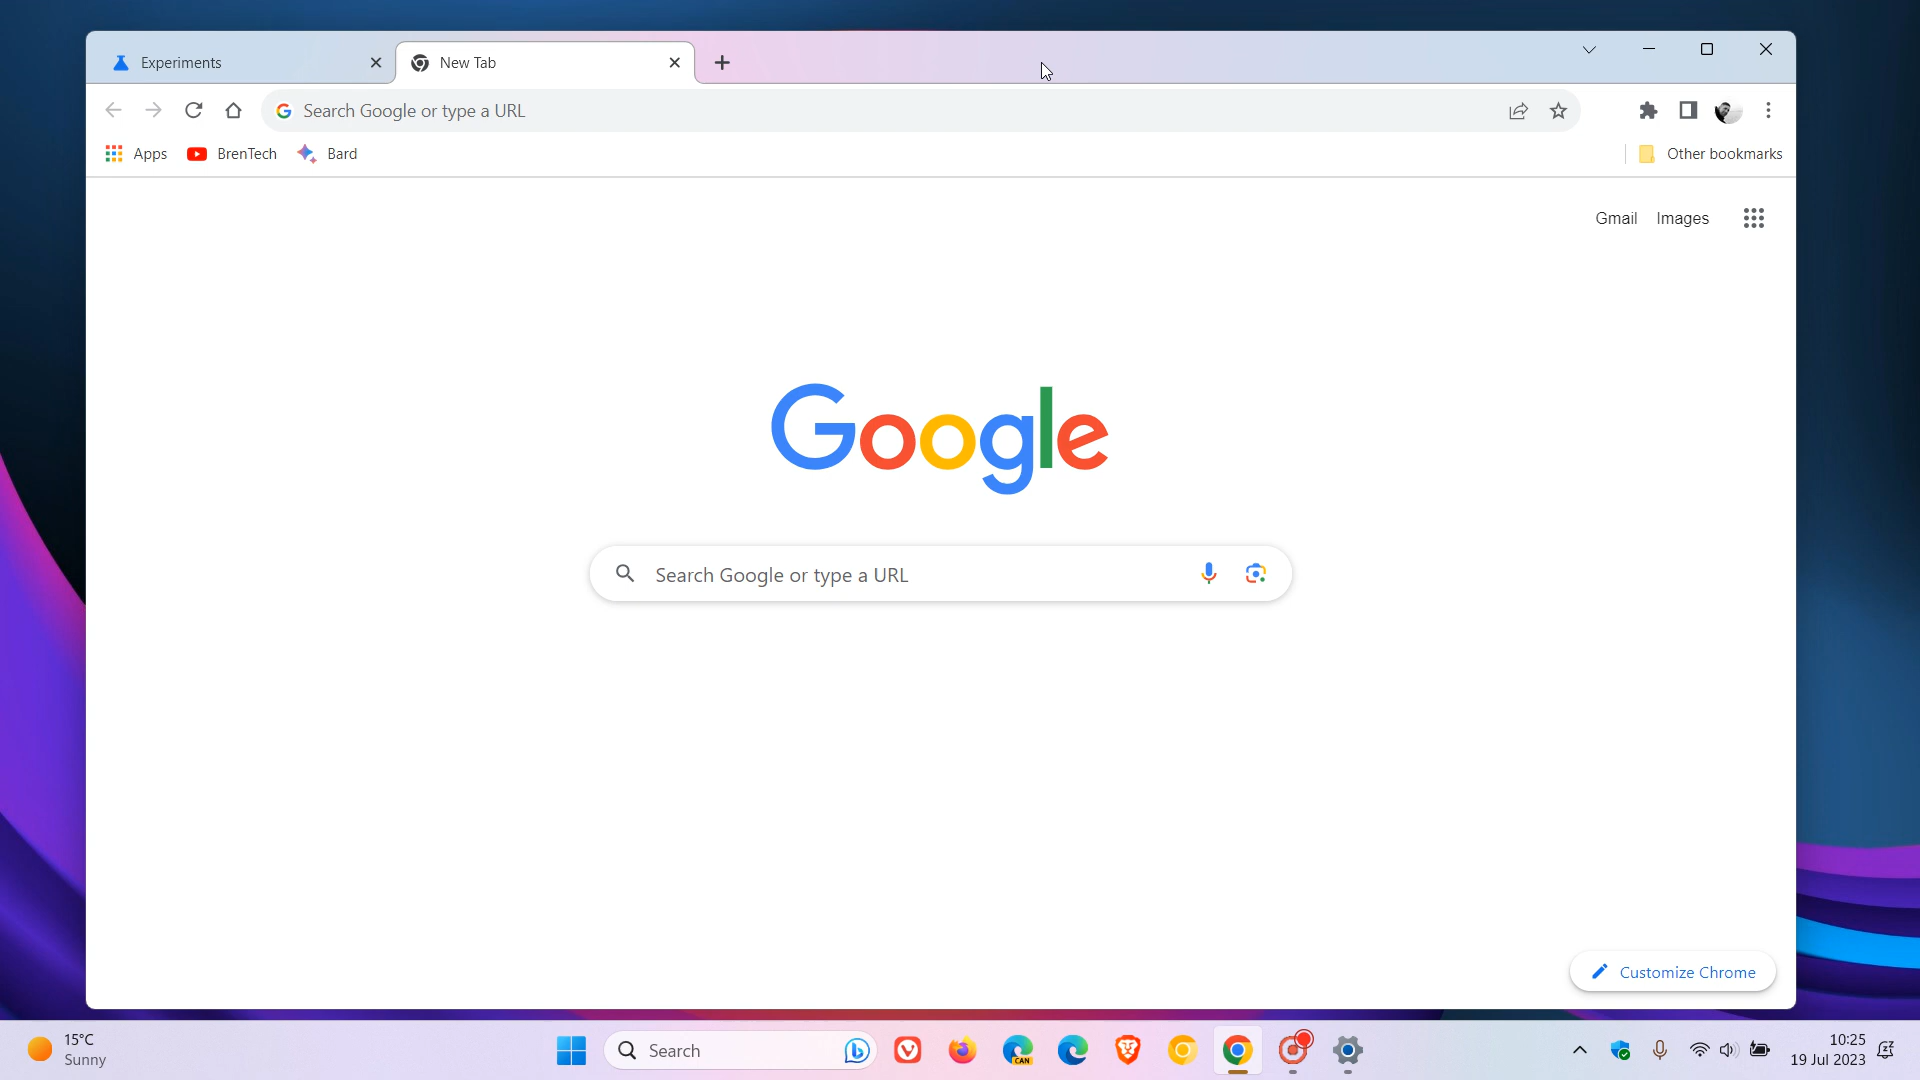 Experiments
New Tab
Search Google or type a URL
Apps
BrenTech
Bard
Other bookmarks
Gmail
Images
Google
Search Google or type a URL
Customize Chrome
15°C
Sunny
Search
CAN
10:25
19 Jul 2023